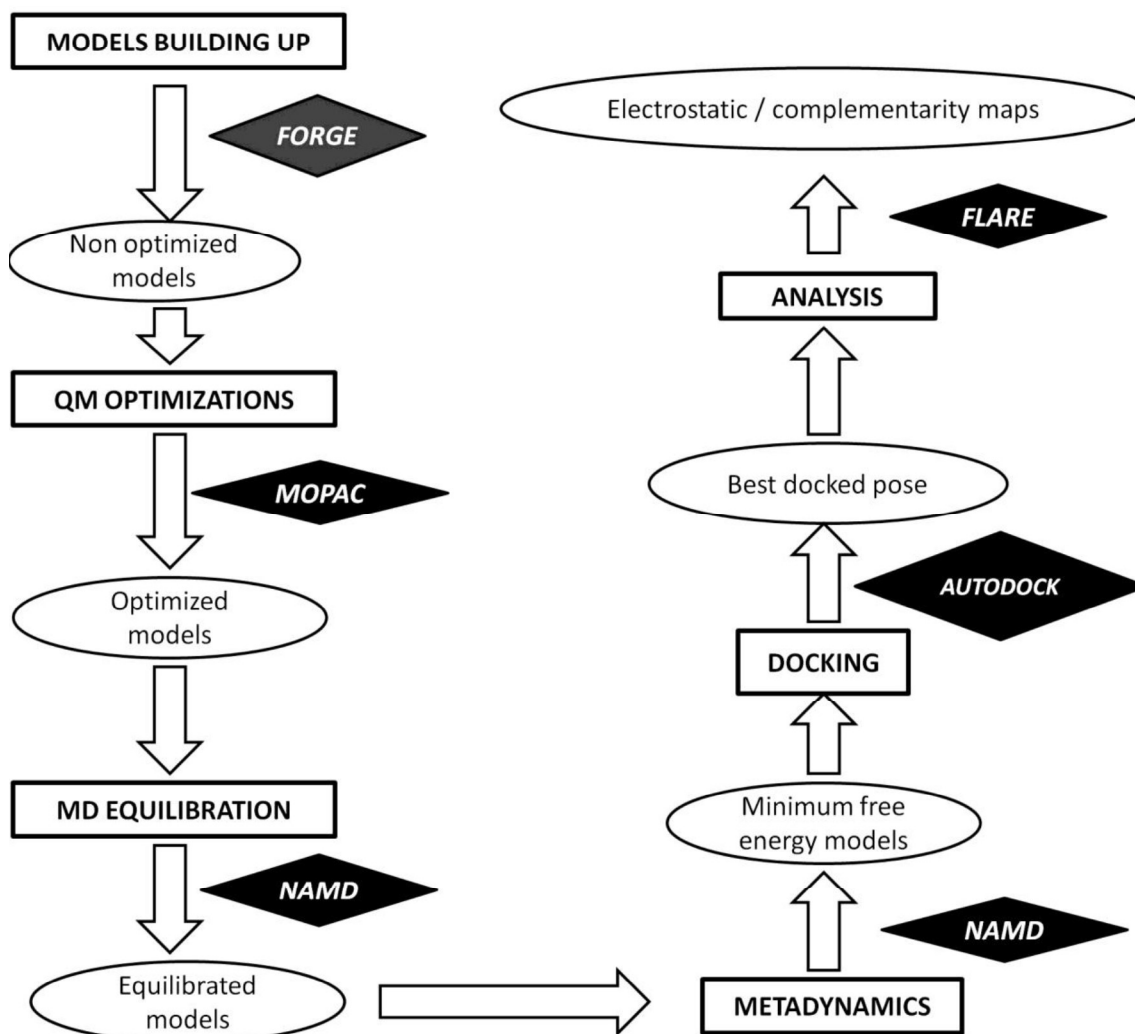 MODELS BUILDING UP
FORGE
Non optimized
models
QM OPTIMIZATIONS
MOPAC
Optimized
models
MD EQUILIBRATION
NAMD
Equilibrated
models
METADYNAMICS
NAMD
Minimum free
energy models
DOCKING
AUTODOCK
Best docked pose
ANALYSIS
FLARE
Electrostatic / complementarity maps